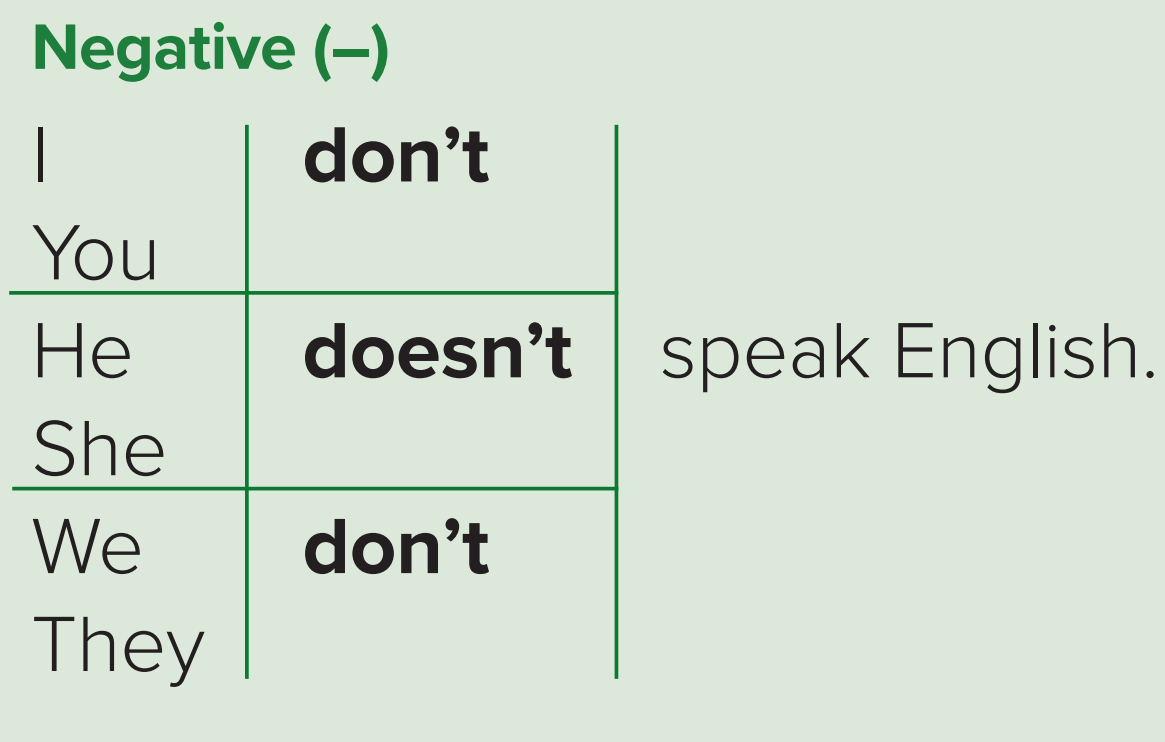 Negative (–)
I don’t
You
He doesn’t speak English.
She
We don’t
They